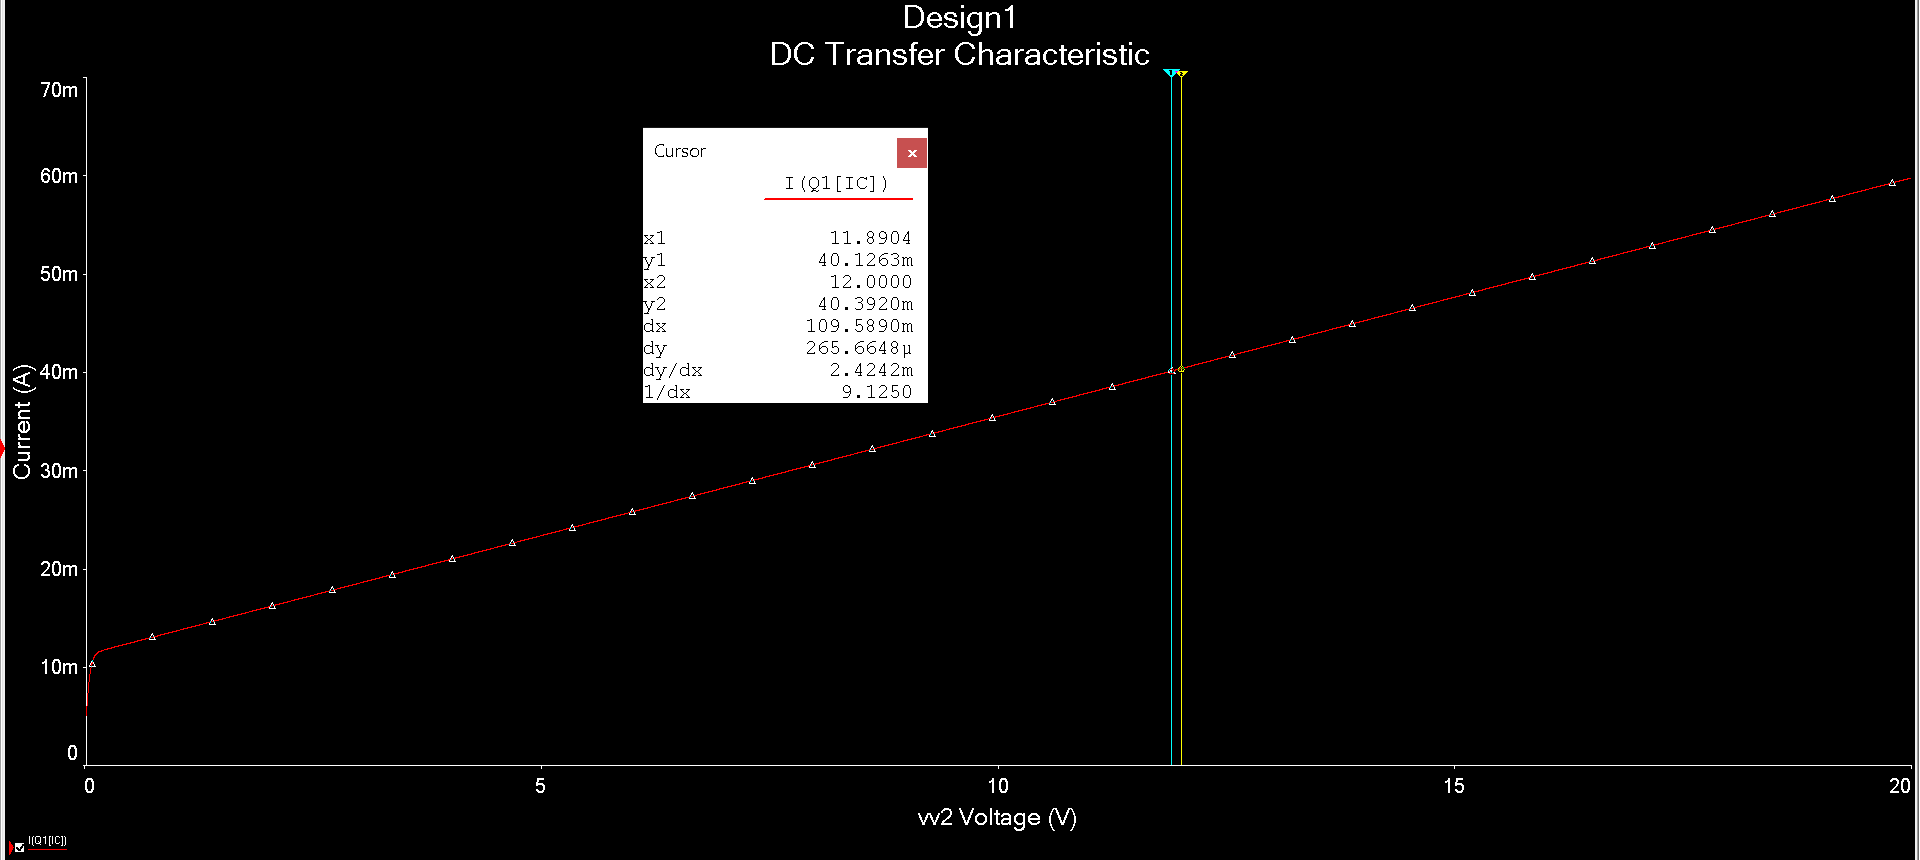 Design1
DC Transfer Characteristic
70m
60m
50m
40m
30m
20m
10m
0
Current (A)
Cursor
x
I(Q1[IC])
x1 11.8904
y1 40.1263m
x2 12.0000
y2 40.3920m
dx 109.5890m
dy 265.6648µ
dy/dx 2.4242m
1/dx 9.1250
0 5 10 15 20
vv2 Voltage (V)
I(Q1[IC])